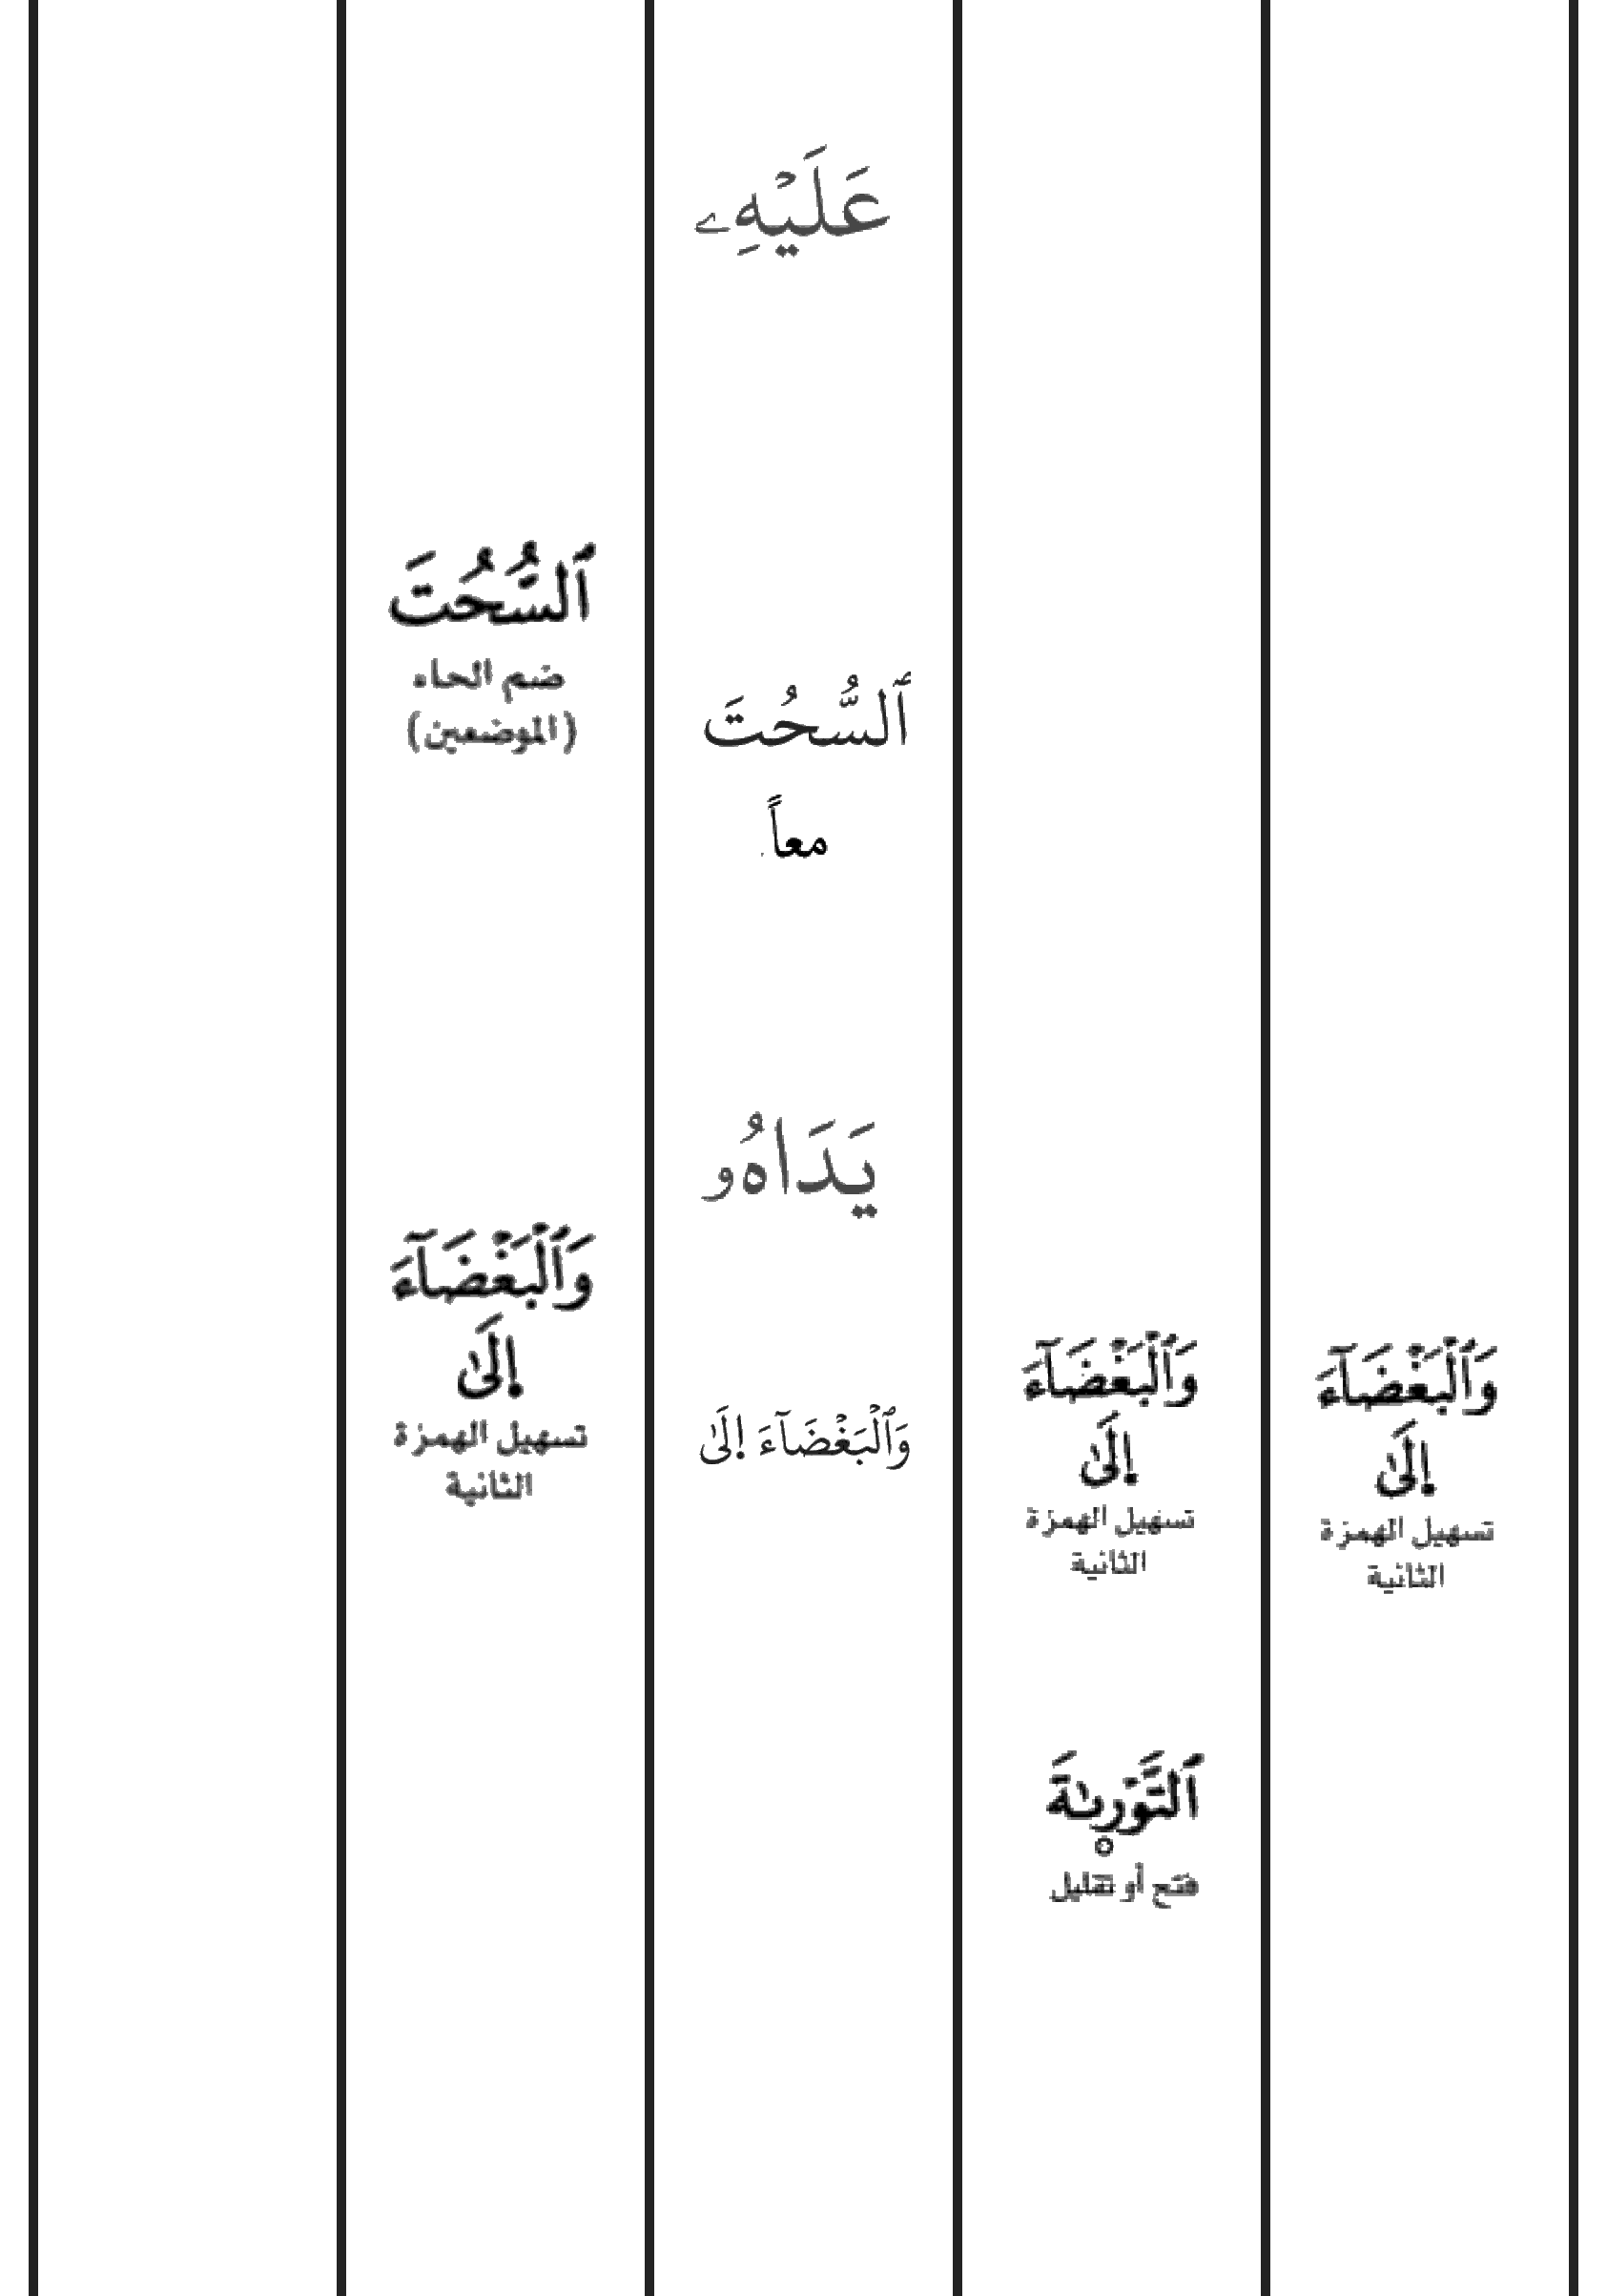 وَٱلْبَغْضَآءَ
إِلَىٰ
تسهيل الهمزة
الثانية
وَٱلْبَغْضَآءَ
إِلَىٰ
تسهيل الهمزة
الثانية
ٱلتَّوْرَىٰةَ
فتح أو تقليل
عَلَيْهِۦ
ٱلسُّحُتَ
معاً
يَدَاهُۥ
وَٱلْبَغْضَآءَ إِلَىٰ
ٱلسُّحُتَ
ضم الحاء
(الموضعين)
وَٱلْبَغْضَآءَ
إِلَىٰ
تسهيل الهمزة
الثانية